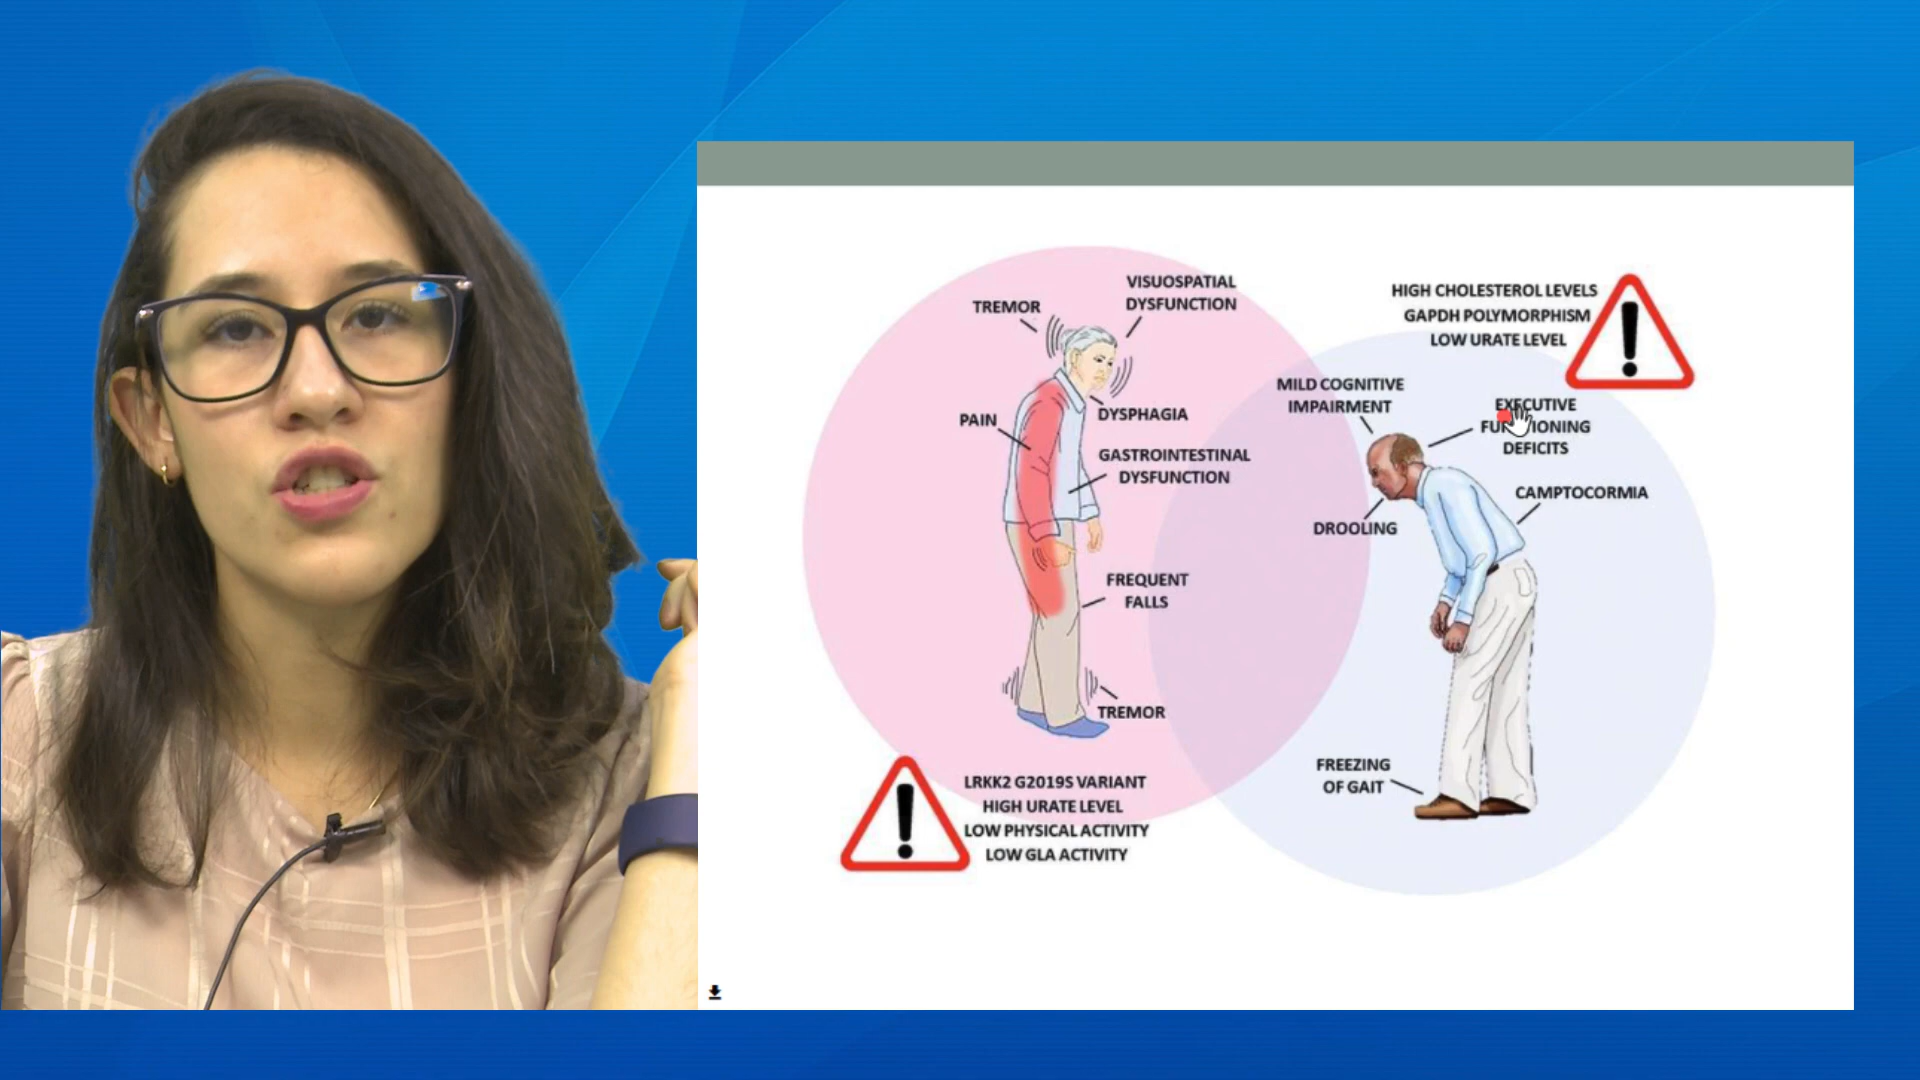 TREMOR
VISUOSPATIAL
DYSFUNCTION
PAIN
DYSPHAGIA
GASTROINTESTINAL
DYSFUNCTION
FREQUENT
FALLS
TREMOR
LRKK2 G2019S VARIANT
HIGH URATE LEVEL
LOW PHYSICAL ACTIVITY
LOW GLA ACTIVITY
HIGH CHOLESTEROL LEVELS
GAPDH POLYMORPHISM
LOW URATE LEVEL
MILD COGNITIVE
IMPAIRMENT
EXECUTIVE
FUNCTIONING
DEFICITS
CAMPTOCORMIA
DROOLING
FREEZING
OF GAIT